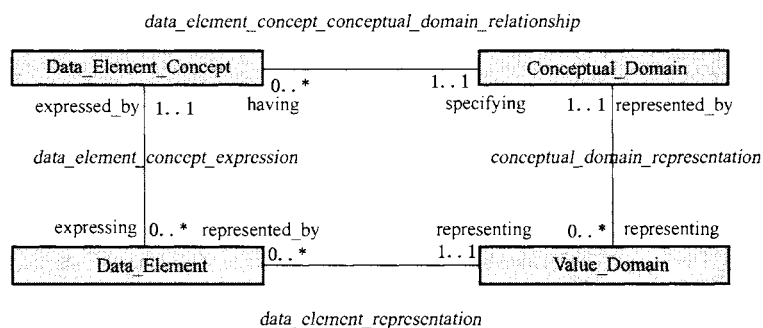 data_element_concept_conceptual_domain_relationship
Data_Element_Concept
Conceptual_Domain
0..*
1..1
expressed_by
1..1
having
specifying
1..1
represented_by
data_element_concept_expression
conceptual_domain_representation
expressing
0..*
represented_by
representing
0..*
representing
Data_Element
0..*
1..1
Value_Domain
data_element_representation